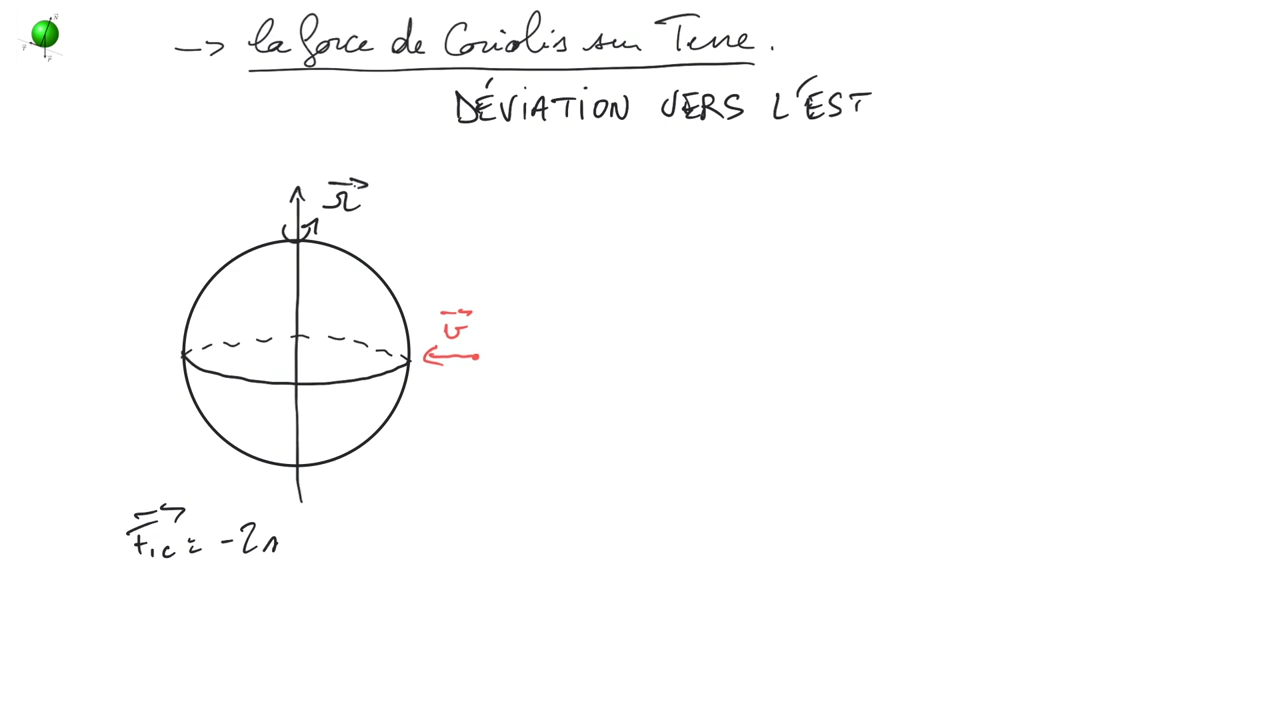 → la force de Coriolis sur Terre.
DÉVIATION VERS L'EST
Ω
v
F_ic = -2m